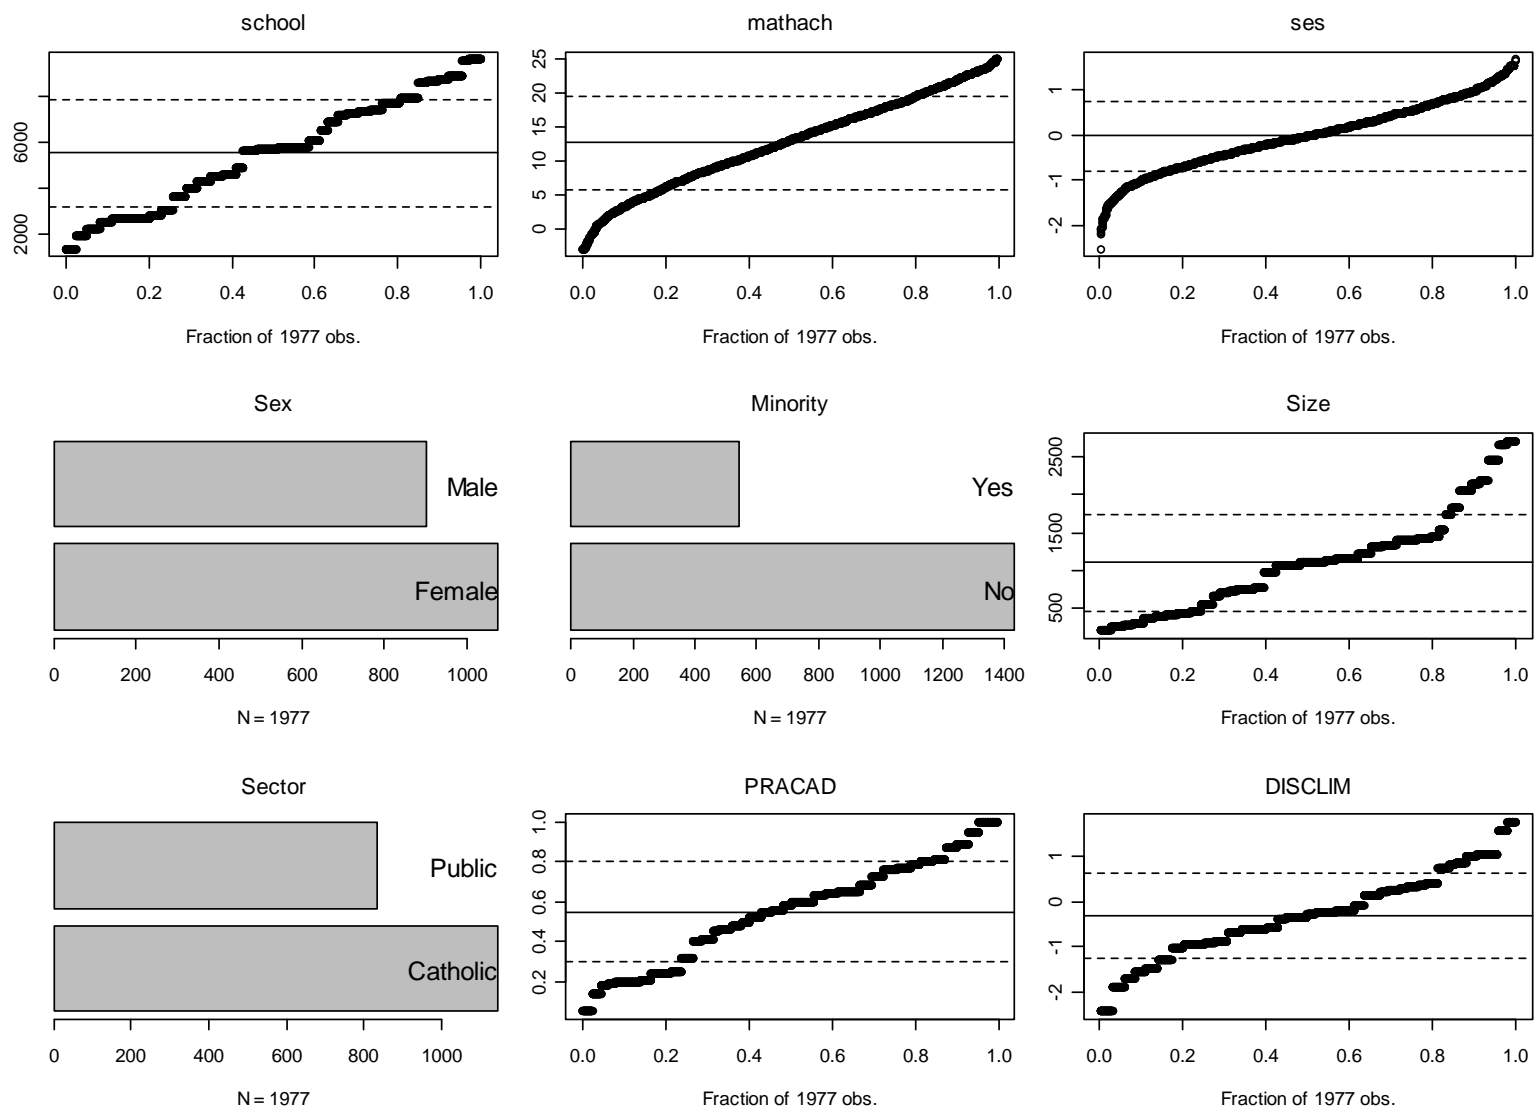 school
mathach
ses
2000
6000
0.0 0.2 0.4 0.6 0.8 1.0
Fraction of 1977 obs.
0 5 10 15 20 25
0.0 0.2 0.4 0.6 0.8 1.0
Fraction of 1977 obs.
-2 -1 0 1
0.0 0.2 0.4 0.6 0.8 1.0
Fraction of 1977 obs.
Sex
Male
Female
0 200 400 600 800 1000
N = 1977
Minority
Yes
No
0 200 400 600 800 1000 1200 1400
N = 1977
Size
500 1500 2500
0.0 0.2 0.4 0.6 0.8 1.0
Fraction of 1977 obs.
Sector
Public
Catholic
0 200 400 600 800 1000
N = 1977
PRACAD
0.2 0.4 0.6 0.8 1.0
0.0 0.2 0.4 0.6 0.8 1.0
Fraction of 1977 obs.
DISCLIM
-2 -1 0 1
0.0 0.2 0.4 0.6 0.8 1.0
Fraction of 1977 obs.